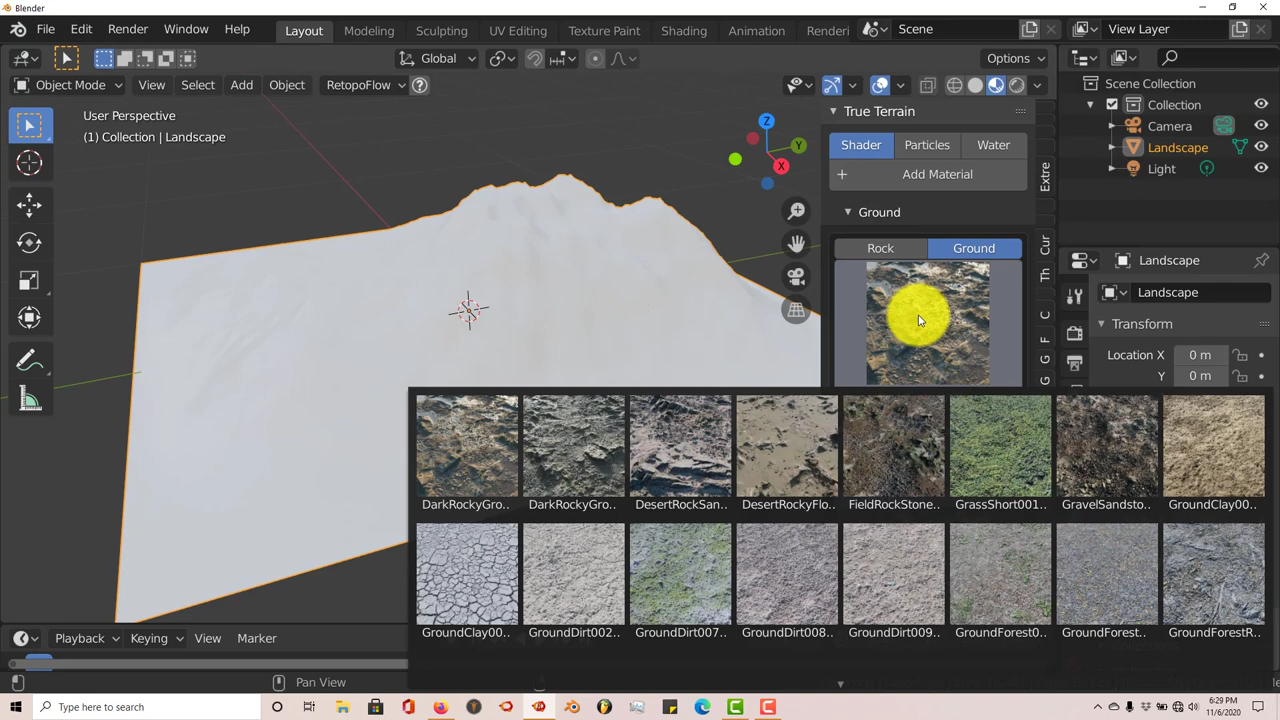 Blender
File Edit Render Window Help
Layout Modeling Sculpting UV Editing Texture Paint Shading Animation Renderi
Scene
View Layer
Global
Options
Object Mode View Select Add Object RetopoFlow
User Perspective
(1) Collection | Landscape
Z
Y
X
True Terrain
Shader Particles Water
Add Material
Ground
Rock Ground
Extre
Cur
Th
C
F
G
G
Scene Collection
Collection
Camera
Landscape
Light
Landscape
Landscape
Transform
Location X 0 m
Y 0 m
DarkRockyGro.. DarkRockyGro.. DesertRockSan.. DesertRockyFlo.. FieldRockStone.. GrassShort001.. GravelSandsto.. GroundClay00..
GroundClay00.. GroundDirt002.. GroundDirt007.. GroundDirt008.. GroundDirt009.. GroundForest0.. GroundForest.. GroundForestR..
Playback Keying View Marker
Pan View
Type here to search
6:29 PM
11/6/2020